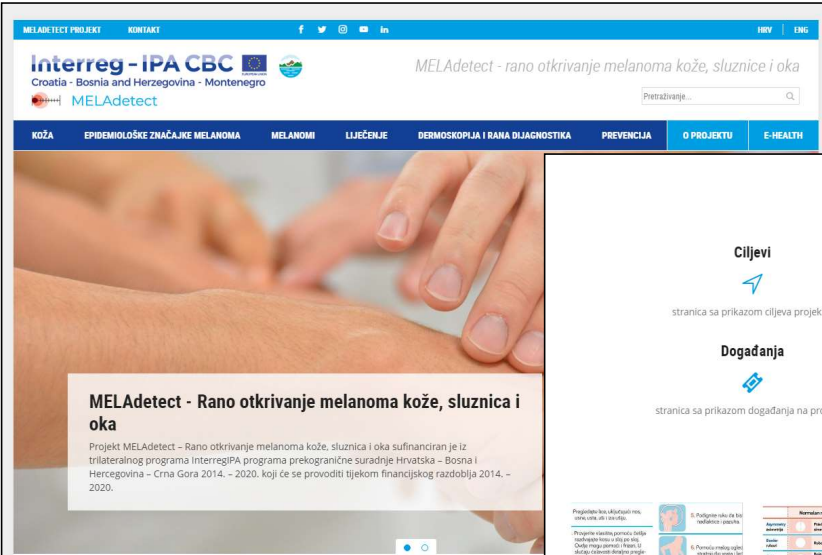 MELADETECT PROJEKT KONTAKT HRV ENG
Interreg - IPA CBC
Croatia - Bosnia and Herzegovina - Montenegro
MELAdetect
MELAdetect - rano otkrivanje melanoma kože, sluznice i oka
Pretraživanje...
KOŽA EPIDEMIOLOŠKE ZNAČAJKE MELANOMA MELANOMI LIJEČENJE DERMOSKOPIJA I RANA DIJAGNOSTIKA PREVENCIJA O PROJEKTU E-HEALTH
Ciljevi
stranica sa prikazom ciljeva projek
Događanja
stranica sa prikazom događanja na pro
MELAdetect - Rano otkrivanje melanoma kože, sluznica i
oka
Projekt MELAdetect – Rano otkrivanje melanoma kože, sluznica i oka sufinanciran je iz
trilateralnog programa InterregIPA programa prekogranične suradnje Hrvatska – Bosna i
Hercegovina – Crna Gora 2014. – 2020. koji će se provoditi tijekom financijskog razdoblja 2014. –
2020.
Pregledajte lice, uključujući nos,